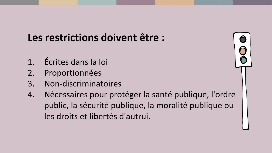 Les restrictions doivent être :
1. Écrites dans la loi
2. Proportionnées
3. Non-discriminatoires
4. Nécessaires pour protéger la santé publique, l'ordre
public, la sécurité publique, la moralité publique ou
les droits et libertés d'autrui.